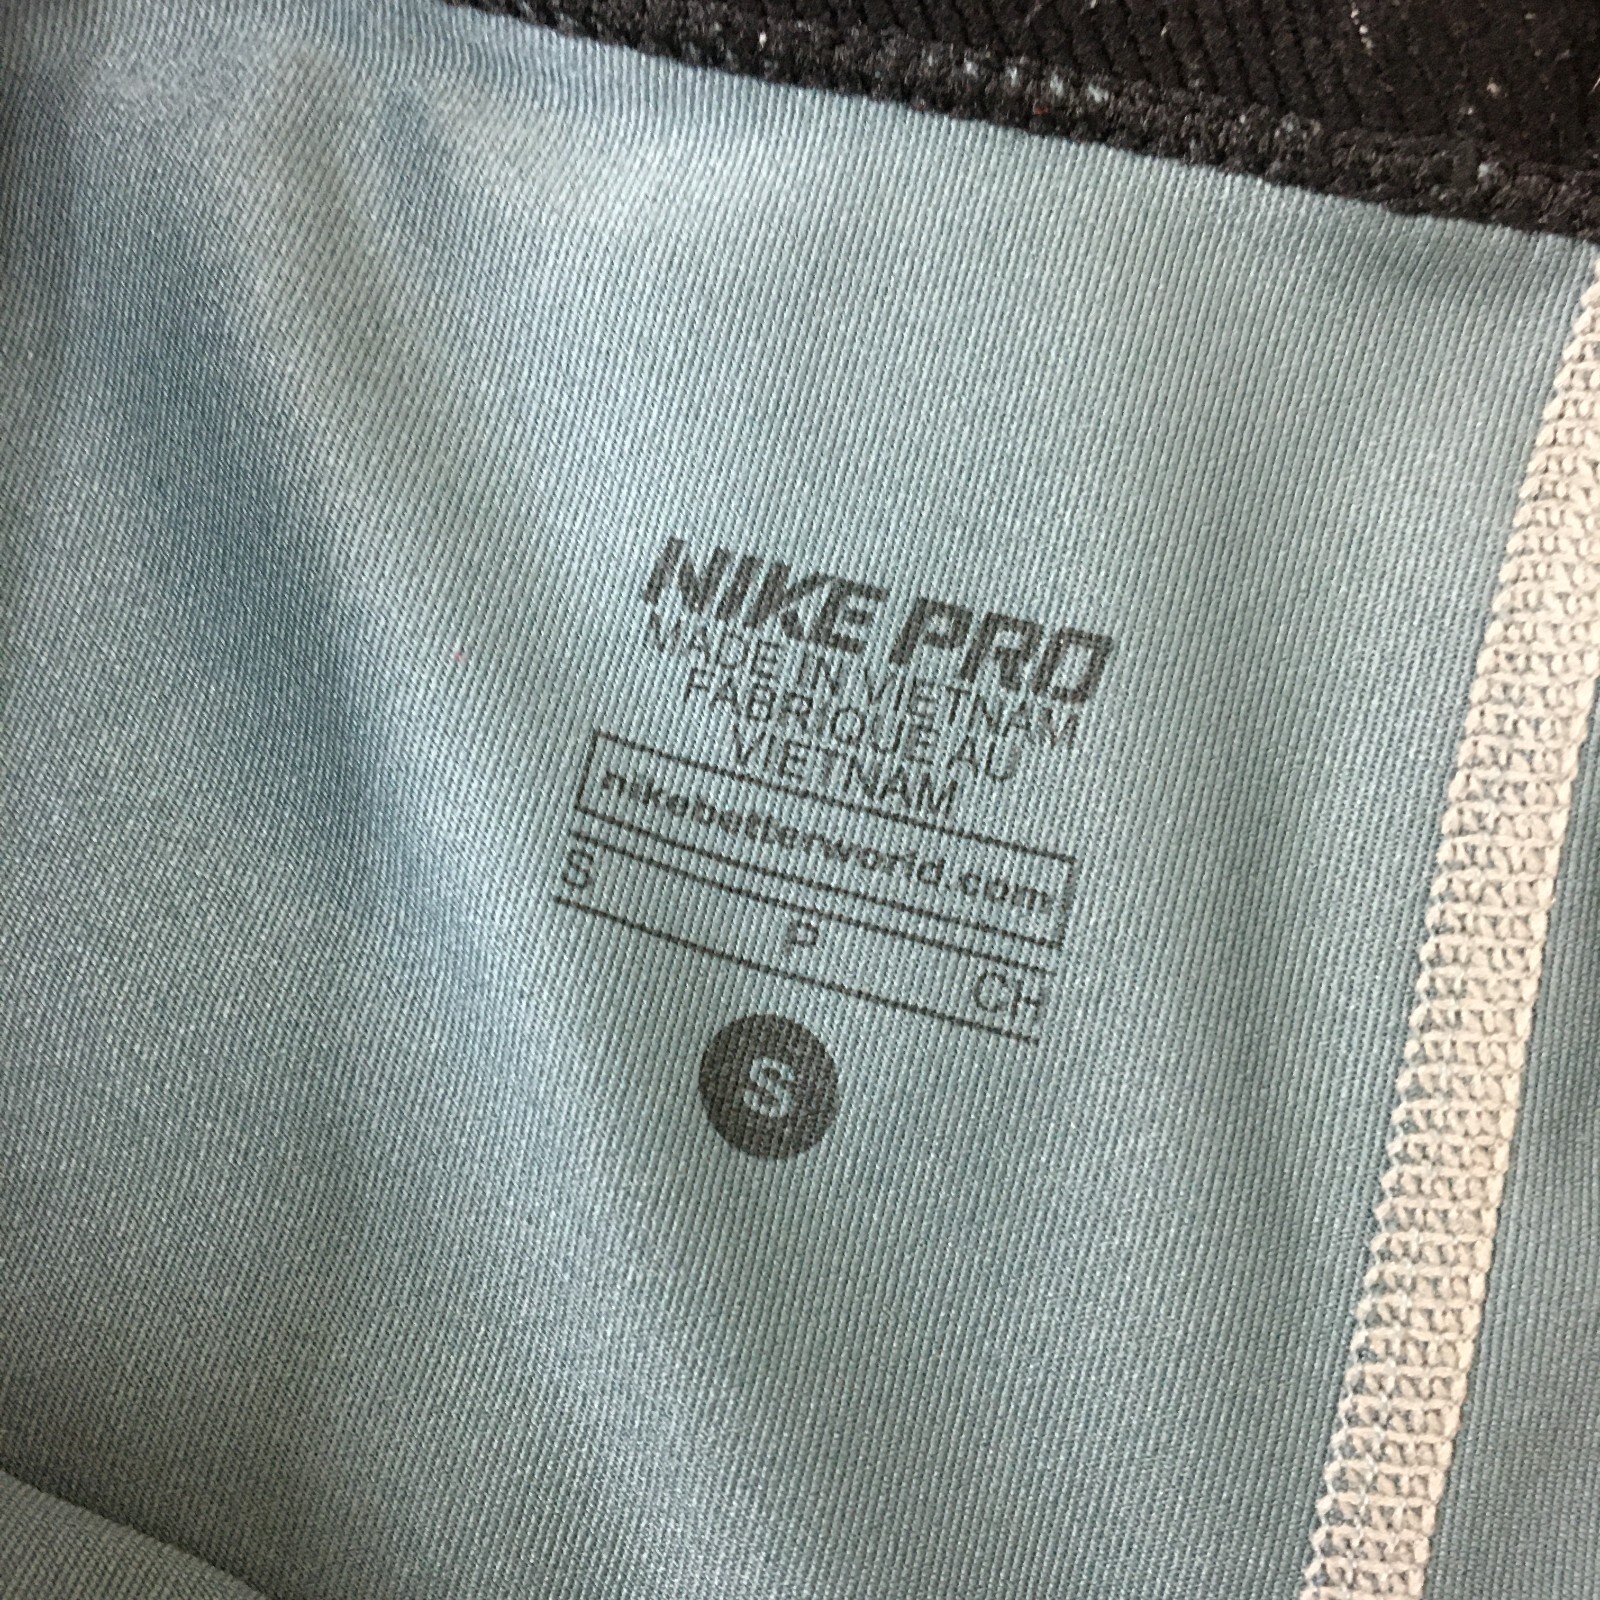 NIKE PRO
MADE IN VIETNAM
FABRIQUE AU
VIETNAM
nikebetterworld.com
S P CH
S